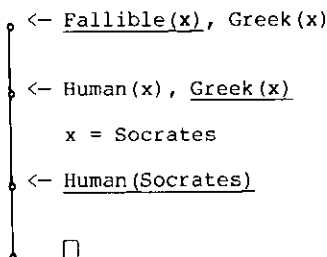 <- Fallible(x), Greek(x)
<- Human(x), Greek(x)
x = Socrates
<- Human(Socrates)
□